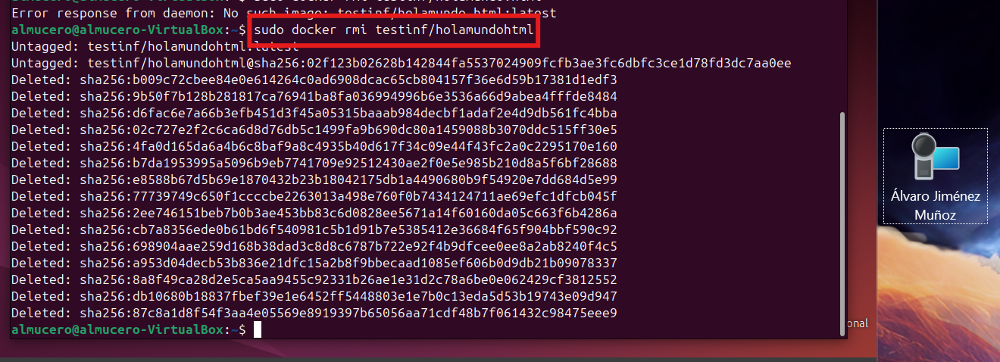 Error response from daemon: No such image: testinf/holamundo html:latest
almucero@almucero-VirtualBox:~$ sudo docker rmi testinf/holamundohtml
Untagged: testinf/holamundohtml:latest
Untagged: testinf/holamundohtml@sha256:02f123b02628b142844fa5537024909fcfb3ae3fc6dbfc3ce1d78fd3dc7aa0ee
Deleted: sha256:b009c72cbee84e0e614264c0ad6908dcac65cb804157f36e6d59b17381d1edf3
Deleted: sha256:9b50f7b128b281817ca76941ba8fa036994996b6e3536a66d9abea4fffde8484
Deleted: sha256:d6fac6e7a66b3efb451d3f45a05315baaab984decbf1adaf2e4d9db561fc4bba
Deleted: sha256:02c727e2f2c6ca6d8d76db5c1499fa9b690dc80a1459088b3070ddc515ff30e5
Deleted: sha256:4fa0d165da6a4b6c8baf9a8c4935b40d617f34c09e44f43fc2a0c2295170e160
Deleted: sha256:b7da1953995a5096b9eb7741709e92512430ae2f0e5e985b210d8a5f6bf28688
Deleted: sha256:e8588b67d5b69e1870432b23b18042175db1a4490680b9f54920e7dd684d5e99
Deleted: sha256:77739749c650f1ccccbe2263013a498e760f0b7434124711ae69efc1dfcb045f
Deleted: sha256:2ee746151beb7b0b3ae453bb83c6d0828ee5671a14f60160da05c663f6b4286a
Deleted: sha256:cb7a8356ede0b61bd6f540981c5b1d91b7e5385412e36684f65f904bbf590c92
Deleted: sha256:698904aae259d168b38dad3c8d8c6787b722e92f4b9dfcee0ee8a2ab8240f4c5
Deleted: sha256:a953d04decb53b836e21dfc15a2b8f9bbecaad1085ef606b0d9db21b09078337
Deleted: sha256:8a8f49ca28d2e5ca5aa9455c92331b26ae1e31d2c78a6be0e062429cf3812552
Deleted: sha256:db10680b18837fbef39e1e6452ff5448803e1e7b0c13eda5d53b19743e09d947
Deleted: sha256:87c8a1d8f54f3aa4e05569e8919397b65056aa71cdf48b7f061432c98475eee9
almucero@almucero-VirtualBox:~$
onal
Álvaro Jiménez
Muñoz